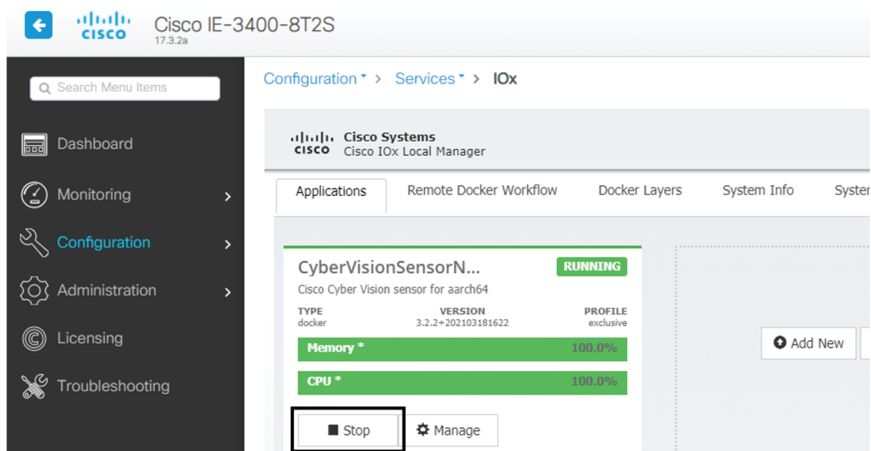 CISCO
Cisco IE-3400-8T2S
17.3.2a
Search Menu Items
Dashboard
Monitoring
Configuration
Administration
Licensing
Troubleshooting
Configuration > Services > IOx
CISCO
Cisco Systems
Cisco IOx Local Manager
Applications Remote Docker Workflow Docker Layers System Info Syster
CyberVisionSensorN... RUNNING
Cisco Cyber Vision sensor for aarch64
TYPE VERSION PROFILE
docker 3.2.2+202103181622 exclusive
Memory * 100.0%
CPU * 100.0%
Stop Manage
Add New